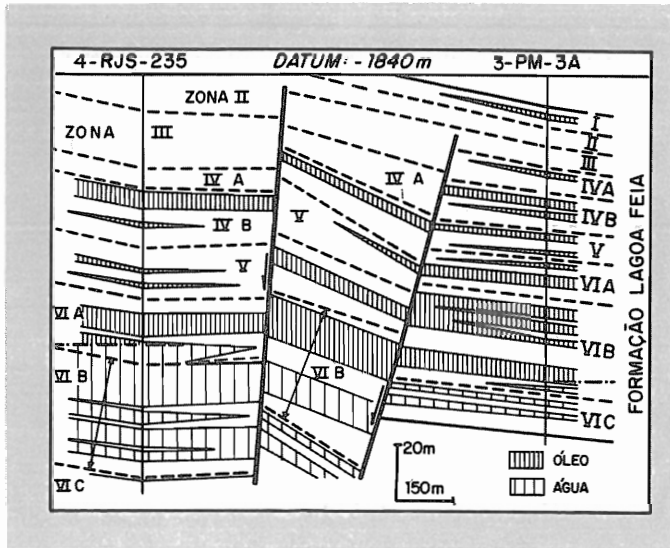 4-RJS-235 DATUM: -1840m 3-PM-3A
ZONA II
ZONA III
I
II
III
IV A IV A IVA
IV B IVB
V V V
VI A VIA
VI B VI B VIB
VI C VIC
FORMAÇÃO LAGOA FEIA
20m
150m
ÓLEO
ÁGUA